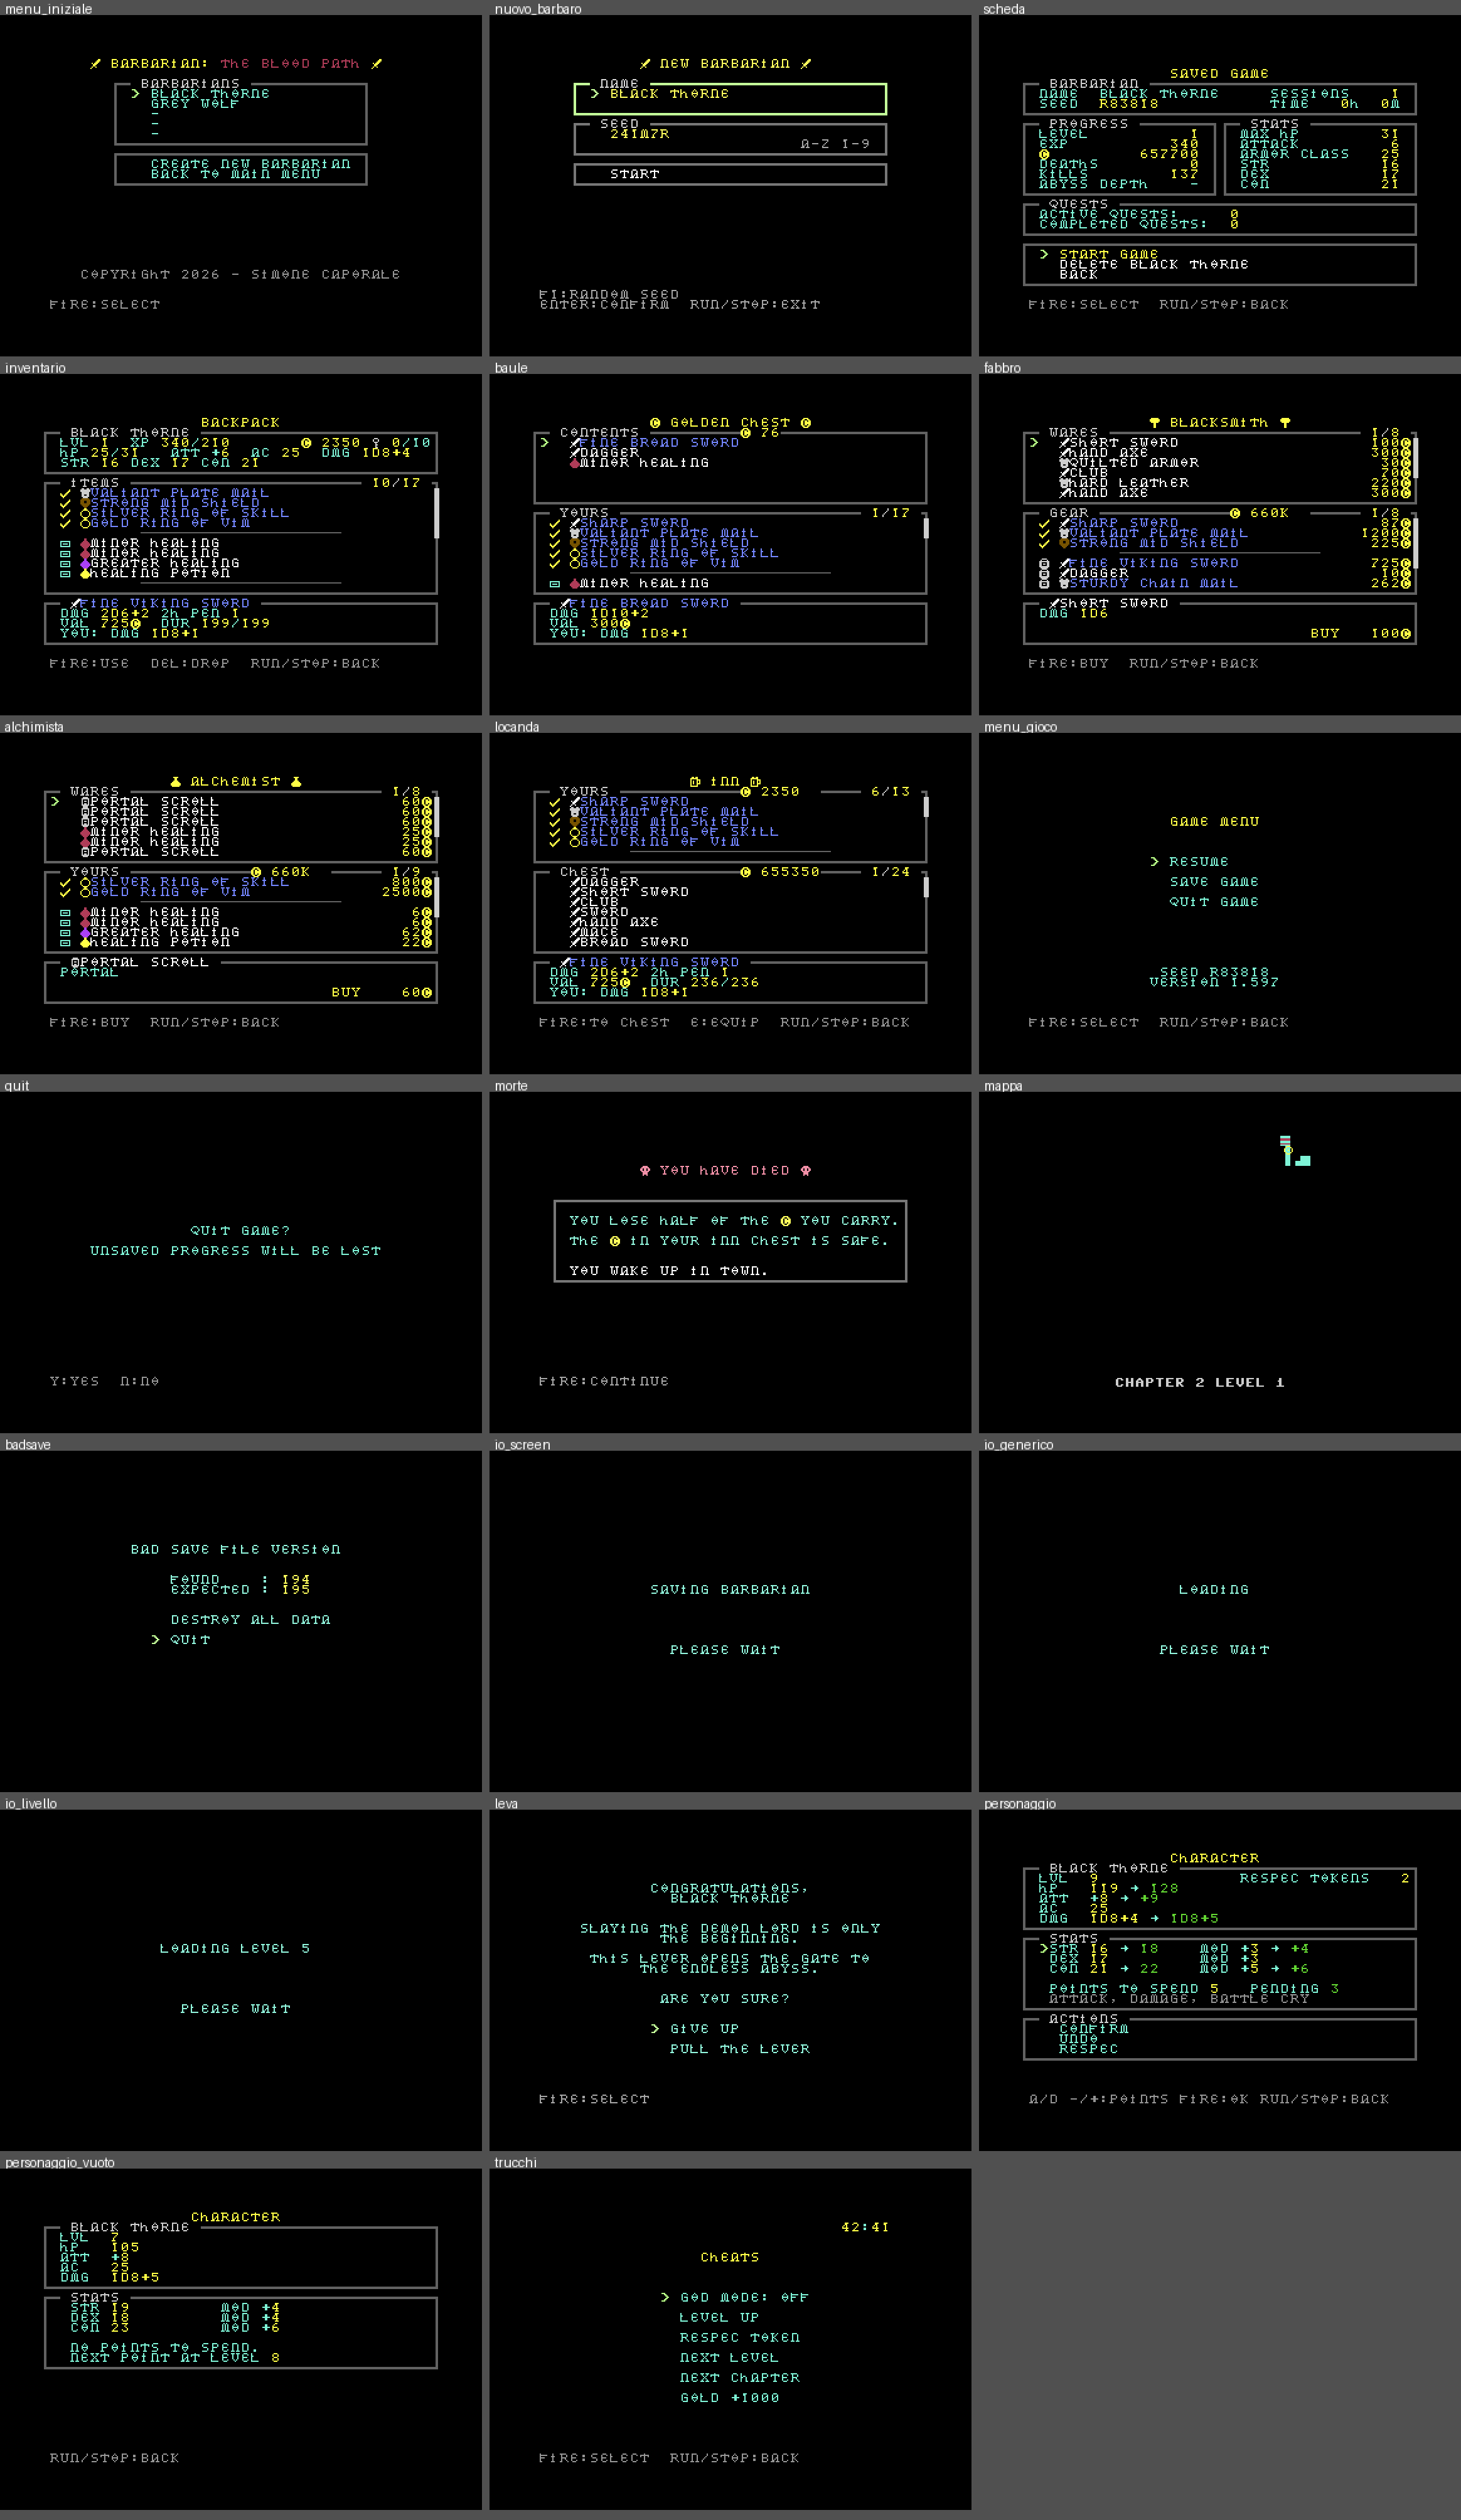 menu_iniziale
BARBARIAN: THE BLOOD PATH
BARBARIANS
> BLACK THORNE
GREY WOLF
-
-
-
CREATE NEW BARBARIAN
BACK TO MAIN MENU
COPYRIGHT 2026 - SIMONE CAPORALE
FIRE:SELECT
nuovo_barbaro
NEW BARBARIAN
NAME
> BLACK THORNE
SEED
241M7R
A-Z 1-9
START
F1:RANDOM SEED
ENTER:CONFIRM RUN/STOP:EXIT
scheda
SAVED GAME
BARBARIAN
NAME BLACK THORNE SESSIONS 1
SEED R83818 TIME 0H 0M
PROGRESS
LEVEL 1
EXP 340
657700
DEATHS 0
KILLS 137
ABYSS DEPTH -
STATS
MAX HP 31
ATTACK 6
ARMOR CLASS 25
STR 16
DEX 17
CON 21
QUESTS
ACTIVE QUESTS: 0
COMPLETED QUESTS: 0
> START GAME
DELETE BLACK THORNE
BACK
FIRE:SELECT RUN/STOP:BACK
inventario
BACKPACK
BLACK THORNE
LVL 1 XP 340/210 C 2350 0/10
HP 25/31 ATT +6 AC 25 DMG 1D8+4
STR 16 DEX 17 CON 21
ITEMS 10/17
VALIANT PLATE MAIL
STRONG MID SHIELD
SILVER RING OF SKILL
GOLD RING OF VIM
MINOR HEALING
MINOR HEALING
GREATER HEALING
HEALING POTION
FINE VIKING SWORD
DMG 2D6+2 2H PEN 1
VAL 725C DUR 199/199
YOU: DMG 1D8+1
FIRE:USE DEL:DROP RUN/STOP:BACK
baule
C GOLDEN CHEST C
CONTENTS C 76
> FINE BROAD SWORD
DAGGER
MINOR HEALING
YOURS 1/17
SHARP SWORD
VALIANT PLATE MAIL
STRONG MID SHIELD
SILVER RING OF SKILL
GOLD RING OF VIM
MINOR HEALING
FINE BROAD SWORD
DMG 1D10+2
VAL 300C
YOU: DMG 1D8+1
fabbro
BLACKSMITH
WARES 1/8
> SHORT SWORD 100C
HAND AXE 300C
QUILTED ARMOR 30C
CLUB 70C
HARD LEATHER 220C
HAND AXE 300C
GEAR C 660K 1/8
SHARP SWORD 87C
VALIANT PLATE MAIL 1200C
STRONG MID SHIELD 225C
FINE VIKING SWORD 725C
DAGGER 10C
STURDY CHAIN MAIL 262C
SHORT SWORD
DMG 1D6
BUY 100C
FIRE:BUY RUN/STOP:BACK
alchimista
ALCHEMIST
WARES 1/8
> PORTAL SCROLL 60C
PORTAL SCROLL 60C
PORTAL SCROLL 60C
MINOR HEALING 25C
MINOR HEALING 25C
PORTAL SCROLL 60C
YOURS C 660K 1/9
SILVER RING OF SKILL 800C
GOLD RING OF VIM 2500C
MINOR HEALING 6C
MINOR HEALING 6C
GREATER HEALING 62C
HEALING POTION 22C
PORTAL SCROLL
PORTAL
BUY 60C
FIRE:BUY RUN/STOP:BACK
locanda
INN
YOURS C 2350 6/13
SHARP SWORD
VALIANT PLATE MAIL
STRONG MID SHIELD
SILVER RING OF SKILL
GOLD RING OF VIM
CHEST C 655350 1/24
DAGGER
SHORT SWORD
CLUB
SWORD
HAND AXE
MACE
BROAD SWORD
FINE VIKING SWORD
DMG 2D6+2 2H PEN 1
VAL 725C DUR 236/236
YOU: DMG 1D8+1
FIRE:TO CHEST E:EQUIP RUN/STOP:BACK
menu_gioco
GAME MENU
> RESUME
SAVE GAME
QUIT GAME
SEED R83818
VERSION 1.597
FIRE:SELECT RUN/STOP:BACK
quit
QUIT GAME?
UNSAVED PROGRESS WILL BE LOST
Y:YES N:NO
morte
YOU HAVE DIED
YOU LOSE HALF OF THE C YOU CARRY.
THE C IN YOUR INN CHEST IS SAFE.
YOU WAKE UP IN TOWN.
FIRE:CONTINUE
mappa
CHAPTER 2 LEVEL 1
badsave
BAD SAVE FILE VERSION
FOUND : 194
EXPECTED : 195
DESTROY ALL DATA
> QUIT
io_screen
SAVING BARBARIAN
PLEASE WAIT
io_generico
LOADING
PLEASE WAIT
io_livello
LOADING LEVEL 5
PLEASE WAIT
leva
CONGRATULATIONS,
BLACK THORNE
SLAYING THE DEMON LORD IS ONLY
THE BEGINNING.
THIS LEVER OPENS THE GATE TO
THE ENDLESS ABYSS.
ARE YOU SURE?
> GIVE UP
PULL THE LEVER
FIRE:SELECT
personaggio
CHARACTER
BLACK THORNE
LVL 9 RESPEC TOKENS 2
HP 119 → 128
ATT +8 → +9
AC 25
DMG 1D8+4 → 1D8+5
STATS
>STR 16 → 18 MOD +3 → +4
DEX 17 MOD +3
CON 21 → 22 MOD +5 → +6
POINTS TO SPEND 5 PENDING 3
ATTACK, DAMAGE, BATTLE CRY
ACTIONS
CONFIRM
UNDO
RESPEC
A/D -/+:POINTS FIRE:OK RUN/STOP:BACK
personaggio_vuoto
CHARACTER
BLACK THORNE
LVL 7
HP 105
ATT +8
AC 25
DMG 1D8+5
STATS
STR 19 MOD +4
DEX 18 MOD +4
CON 23 MOD +6
NO POINTS TO SPEND.
NEXT POINT AT LEVEL 8
RUN/STOP:BACK
trucchi
42:41
CHEATS
> GOD MODE: OFF
LEVEL UP
RESPEC TOKEN
NEXT LEVEL
NEXT CHAPTER
GOLD +1000
FIRE:SELECT RUN/STOP:BACK